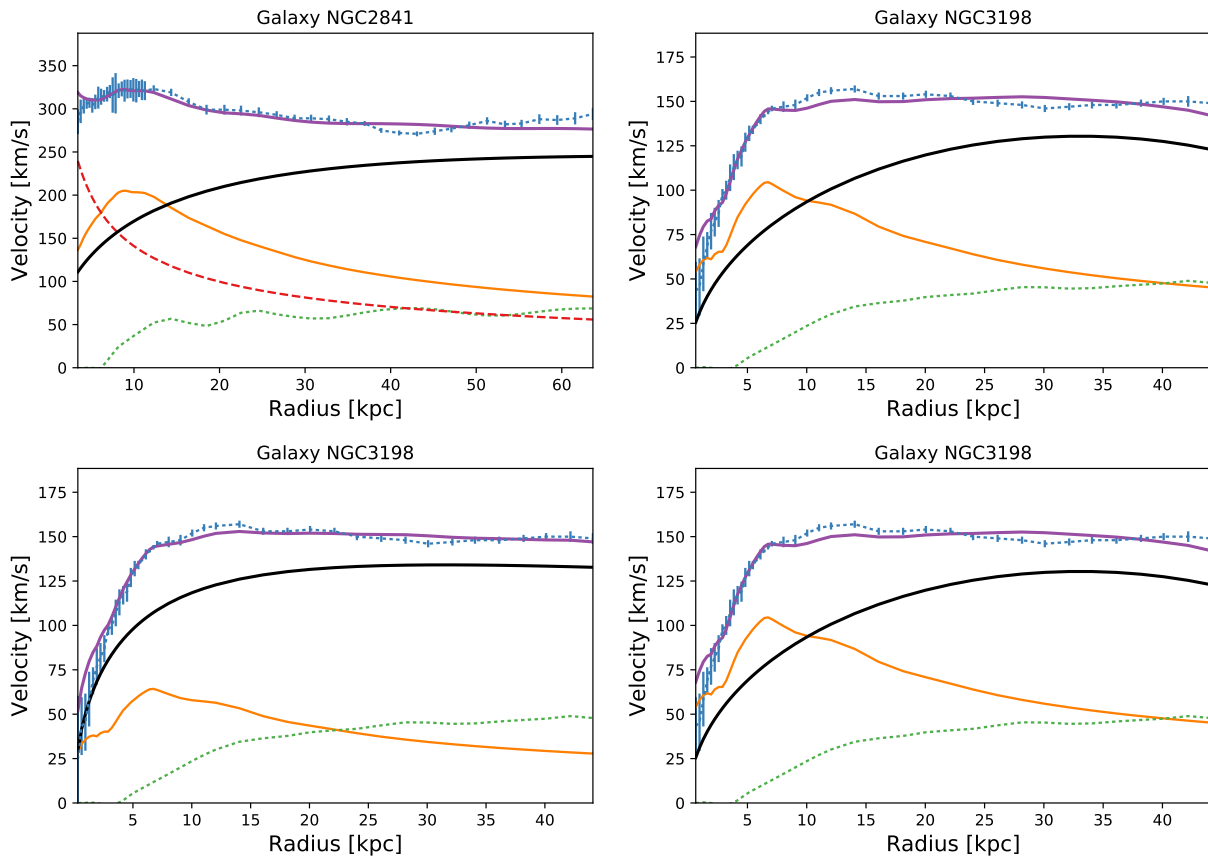 Galaxy NGC2841
Velocity [km/s]
350
300
250
200
150
100
50
0
10 20 30 40 50 60
Radius [kpc]
Galaxy NGC3198
Velocity [km/s]
175
150
125
100
75
50
25
0
5 10 15 20 25 30 35 40
Radius [kpc]
Galaxy NGC3198
Velocity [km/s]
175
150
125
100
75
50
25
0
5 10 15 20 25 30 35 40
Radius [kpc]
Galaxy NGC3198
Velocity [km/s]
175
150
125
100
75
50
25
0
5 10 15 20 25 30 35 40
Radius [kpc]